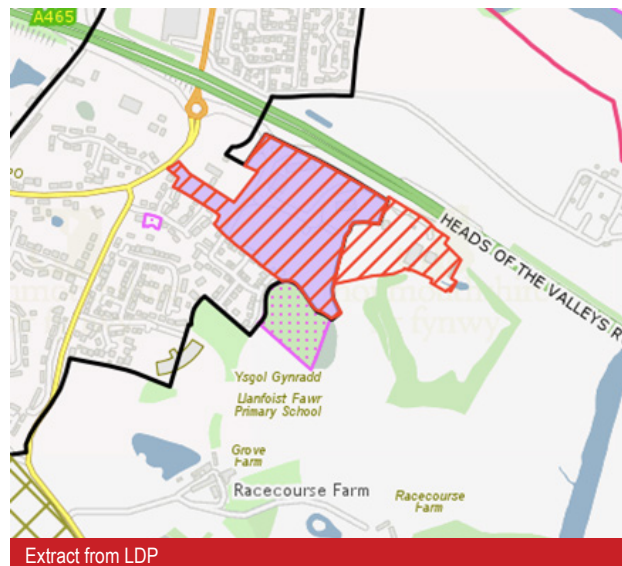 A465
PO
HEADS OF THE VALLEYS R
Ysgol Gynradd
Llanfoist Fawr
Primary School
Grove
Farm
Racecourse Farm
Racecourse
Farm
Extract from LDP